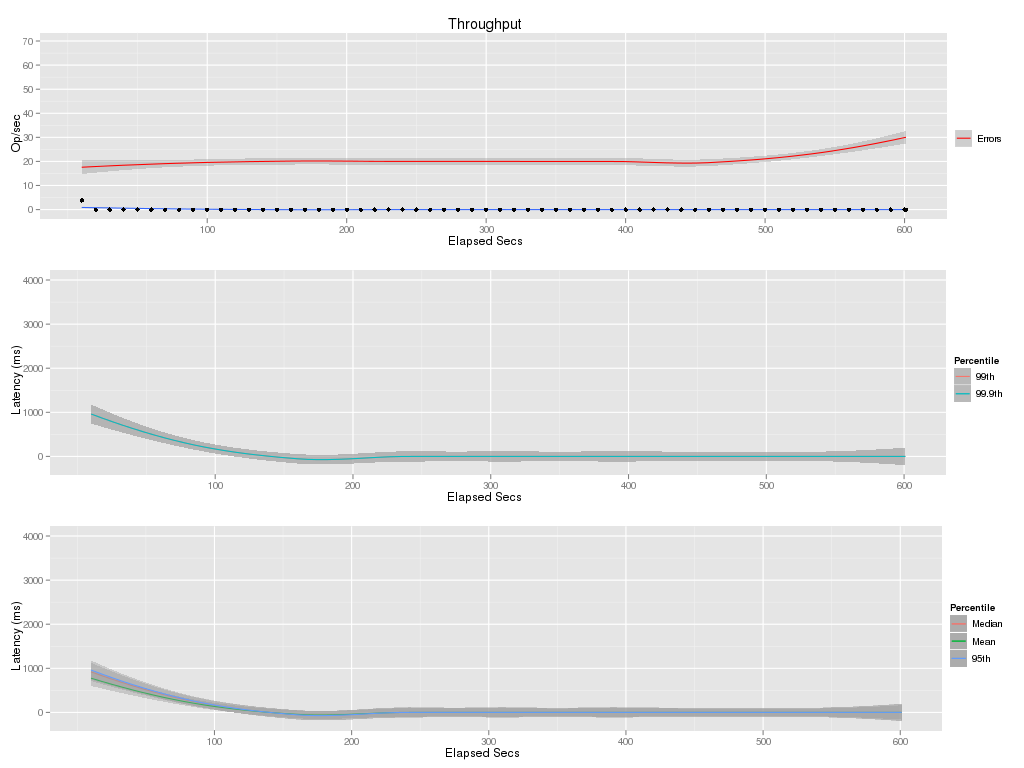 Throughput
70
60
50
40
30
20
10
0
Op/sec
100
200
300
400
500
600
Elapsed Secs
Errors
4000
3000
2000
1000
0
Latency (ms)
100
200
300
400
500
600
Elapsed Secs
Percentile
99th
99.9th
4000
3000
2000
1000
0
Latency (ms)
100
200
300
400
500
600
Elapsed Secs
Percentile
Median
Mean
95th